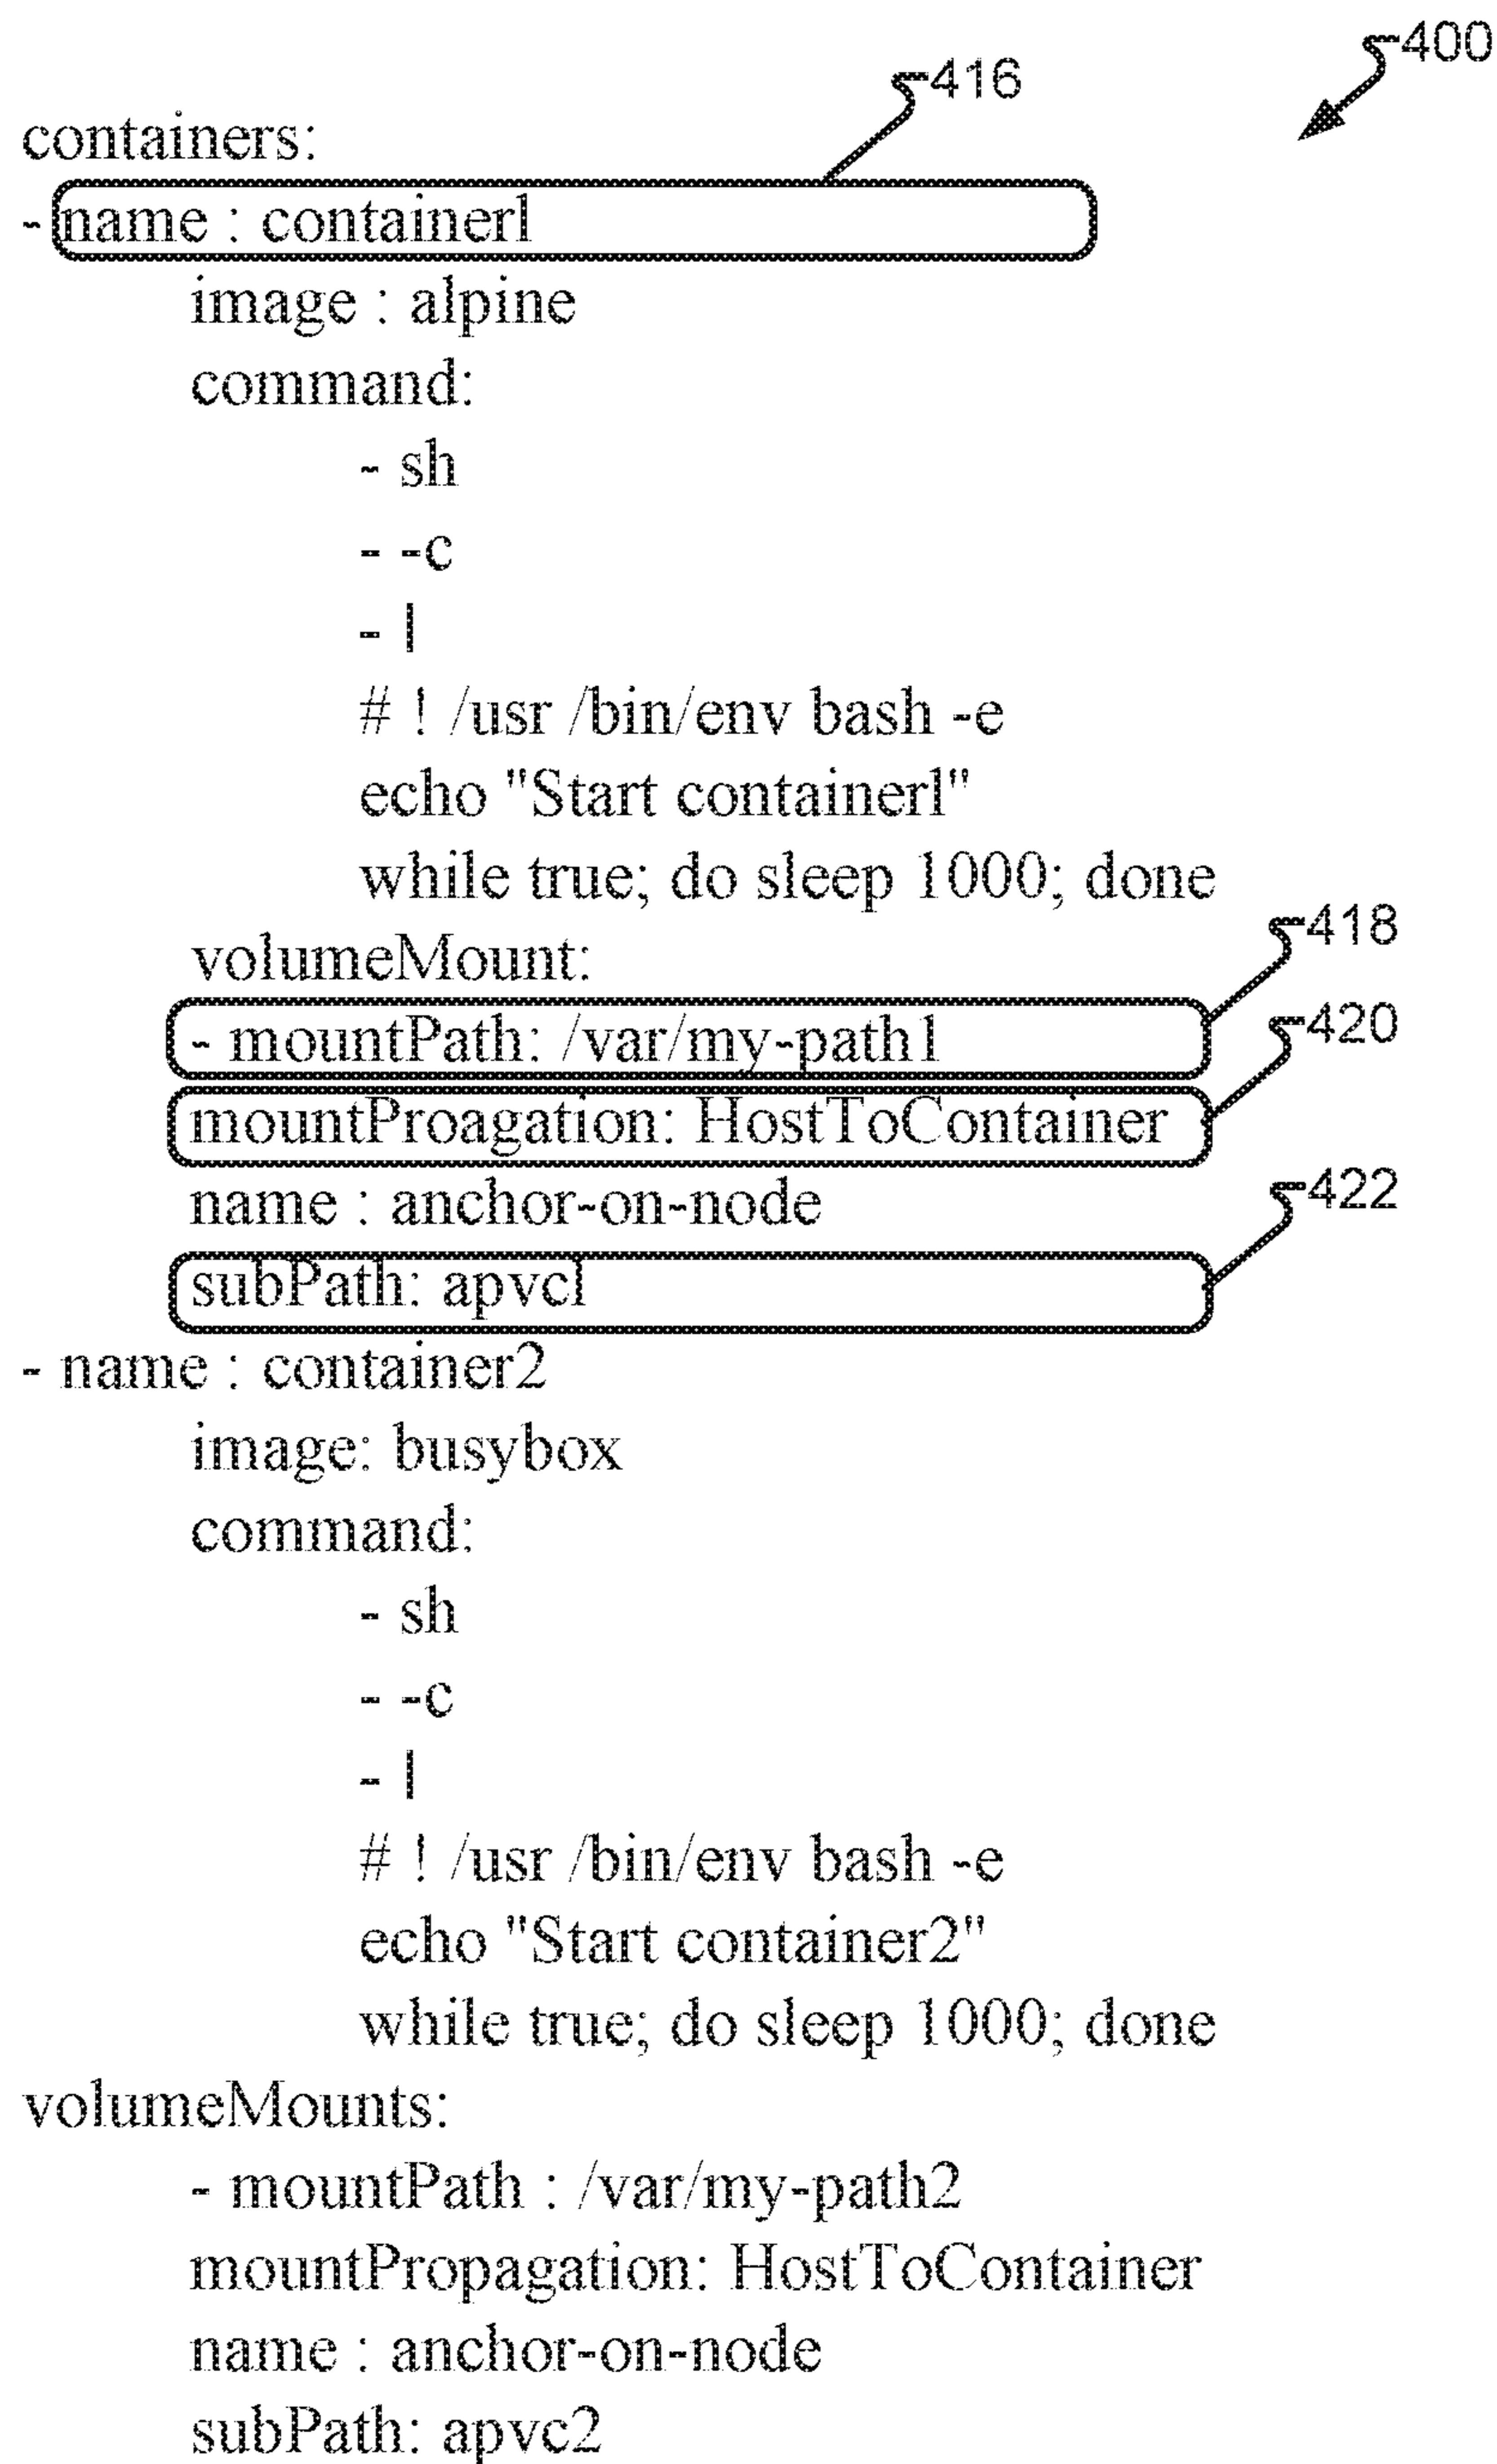 400
416
containers:
- name : container1
image : alpine
command:
- sh
- -c
- |
# ! /usr /bin/env bash -e
echo "Start container1"
while true; do sleep 1000; done
418
volumeMount:
- mountPath: /var/my-path1
420
mountProagation: HostToContainer
name : anchor-on-node
422
subPath: apvc1
- name : container2
image: busybox
command:
- sh
- -c
- |
# ! /usr /bin/env bash -e
echo "Start container2"
while true; do sleep 1000; done
volumeMounts:
- mountPath : /var/my-path2
mountPropagation: HostToContainer
name : anchor-on-node
subPath: apvc2